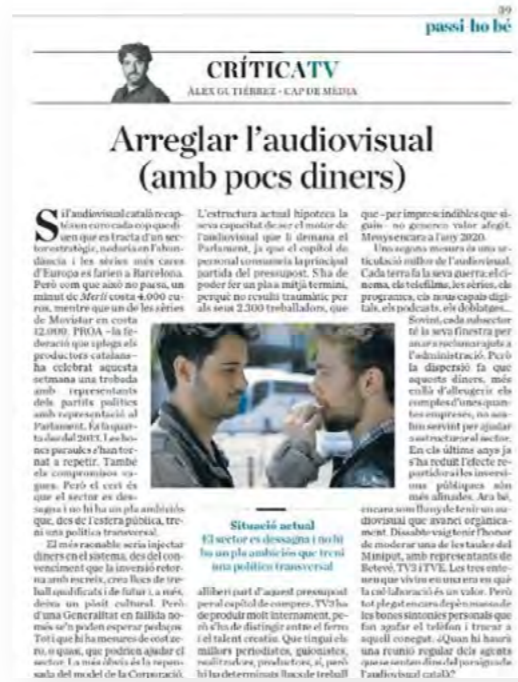 39
passi-ho bé
CRÍTICATV
ÀLEX GUTIÉRREZ - CAP DE MÈDIA
Arreglar l'audiovisual
(amb pocs diners)
Si l'audiovisual català recap-
tés un euro cada cop que di-
uen que es tracta d'un sec-
tor estratègic, nadaria en l'abun-
dància i les sèries més cares
d'Europa es farien a Barcelona.
Però com que això no passa, un
minut de Merlí costa 4.000 eu-
ros, mentre que un de les sèries
de Movistar en costa
12.000. PROA –la fe-
deració que aplega els
productors catalans–
ha celebrat aquesta
setmana una trobada
amb representants
dels partits polítics
amb representació al
Parlament. És la quar-
ta des del 2013. Les bo-
nes paraules s'han tor-
nat a repetir. També
els compromisos va-
gues. Però el cert és
que el sector es des-
sagna i no hi ha un pla ambiciós
que, des de l'esfera pública, tre-
ni una política transversal.
El més raonable seria injectar
diners en el sistema, des del con-
venciment que la inversió retor-
na amb escreix, crea llocs de tre-
ball qualificats i de futur i, a més,
deixa un pòsit cultural. Però
d'una Generalitat en fallida no-
més se'n poden esperar pedaços.
Tot i que hi ha mesures de cost ze-
ro, o quasi, que podrien ajudar el
sector. La més òbvia és la repen-
sada del model de la Corporació.
L'estructura actual hipoteca la
seva capacitat de ser el motor de
l'audiovisual que li demana el
Parlament, ja que el capítol de
personal consumeix la principal
partida del pressupost. S'ha de
poder fer un pla a mitjà termini,
perquè no resulti traumàtic per
als seus 2.300 treballadors, que
Situació actual
El sector es dessagna i no hi
ha un pla ambiciós que treni
una política transversal
alliberi part d'aquest pressupost
per al capítol de compres. TV3 ha
de produir molt internament, pe-
rò s'ha de distingir entre el ferro
i el talent creatiu. Que tingui els
millors periodistes, guionistes,
realitzadors, productors, sí, però
hi ha determinats llocs de treball
que –per imprescindibles que si-
guin– no generen valor afegit.
Menys encara a l'any 2020.
Una segona mesura és una ar-
ticulació millor de l'audiovisual.
Cada terra fa la seva guerra: el ci-
nema, els telefilms, les sèries, els
programes, els nous espais digi-
tals, els podcasts, els doblatges...
Sovint, cada subsector
té la seva finestra per
anar a reclamar ajuts a
l'administració. Però
la dispersió fa que
aquests diners, més
enllà d'alleugerir els
comptes d'unes quan-
tes empreses, no aca-
bin servint per ajudar
a estructurar el sector.
En els últims anys ja
s'ha reduït l'efecte re-
partidora i les inversi-
ons públiques són
més afinades. Ara bé,
encara som lluny de tenir un au-
diovisual que avanci orgànica-
ment. Dissabte vaig tenir l'honor
de moderar una de les taules del
Miniput, amb representants de
Betevé, TV3 i TVE. Les tres ente-
nen que vivim en una era en què
la col·laboració és un valor. Però
tot plegat encara depèn massa de
les bones sintonies personals que
fan agafar el telèfon i trucar a
aquell conegut. ¿Quan hi haurà
una reunió regular dels agents
que se senten dins del paraigua de
l'audiovisual català?